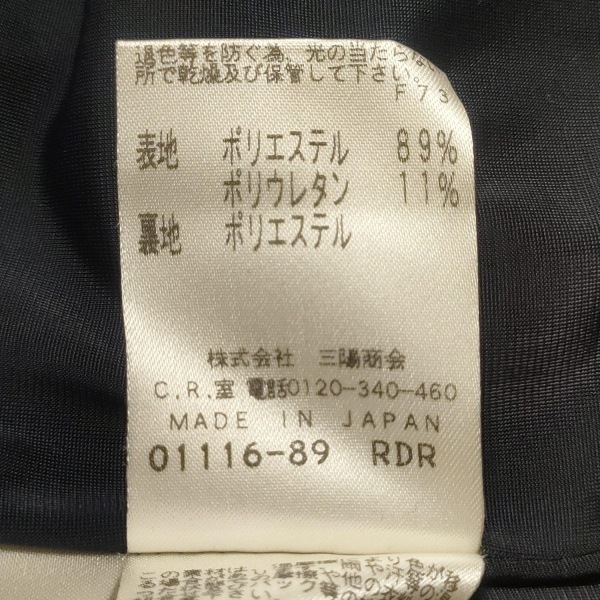 退色等を防ぐ為、光の当たらない
所で乾燥及び保管して下さい。
F73
表地 ポリエステル 89%
ポリウレタン 11%
裏地 ポリエステル
株式会社 三陽商会
C.R.室 電話0120-340-460
MADE IN JAPAN
01116-89 RDR